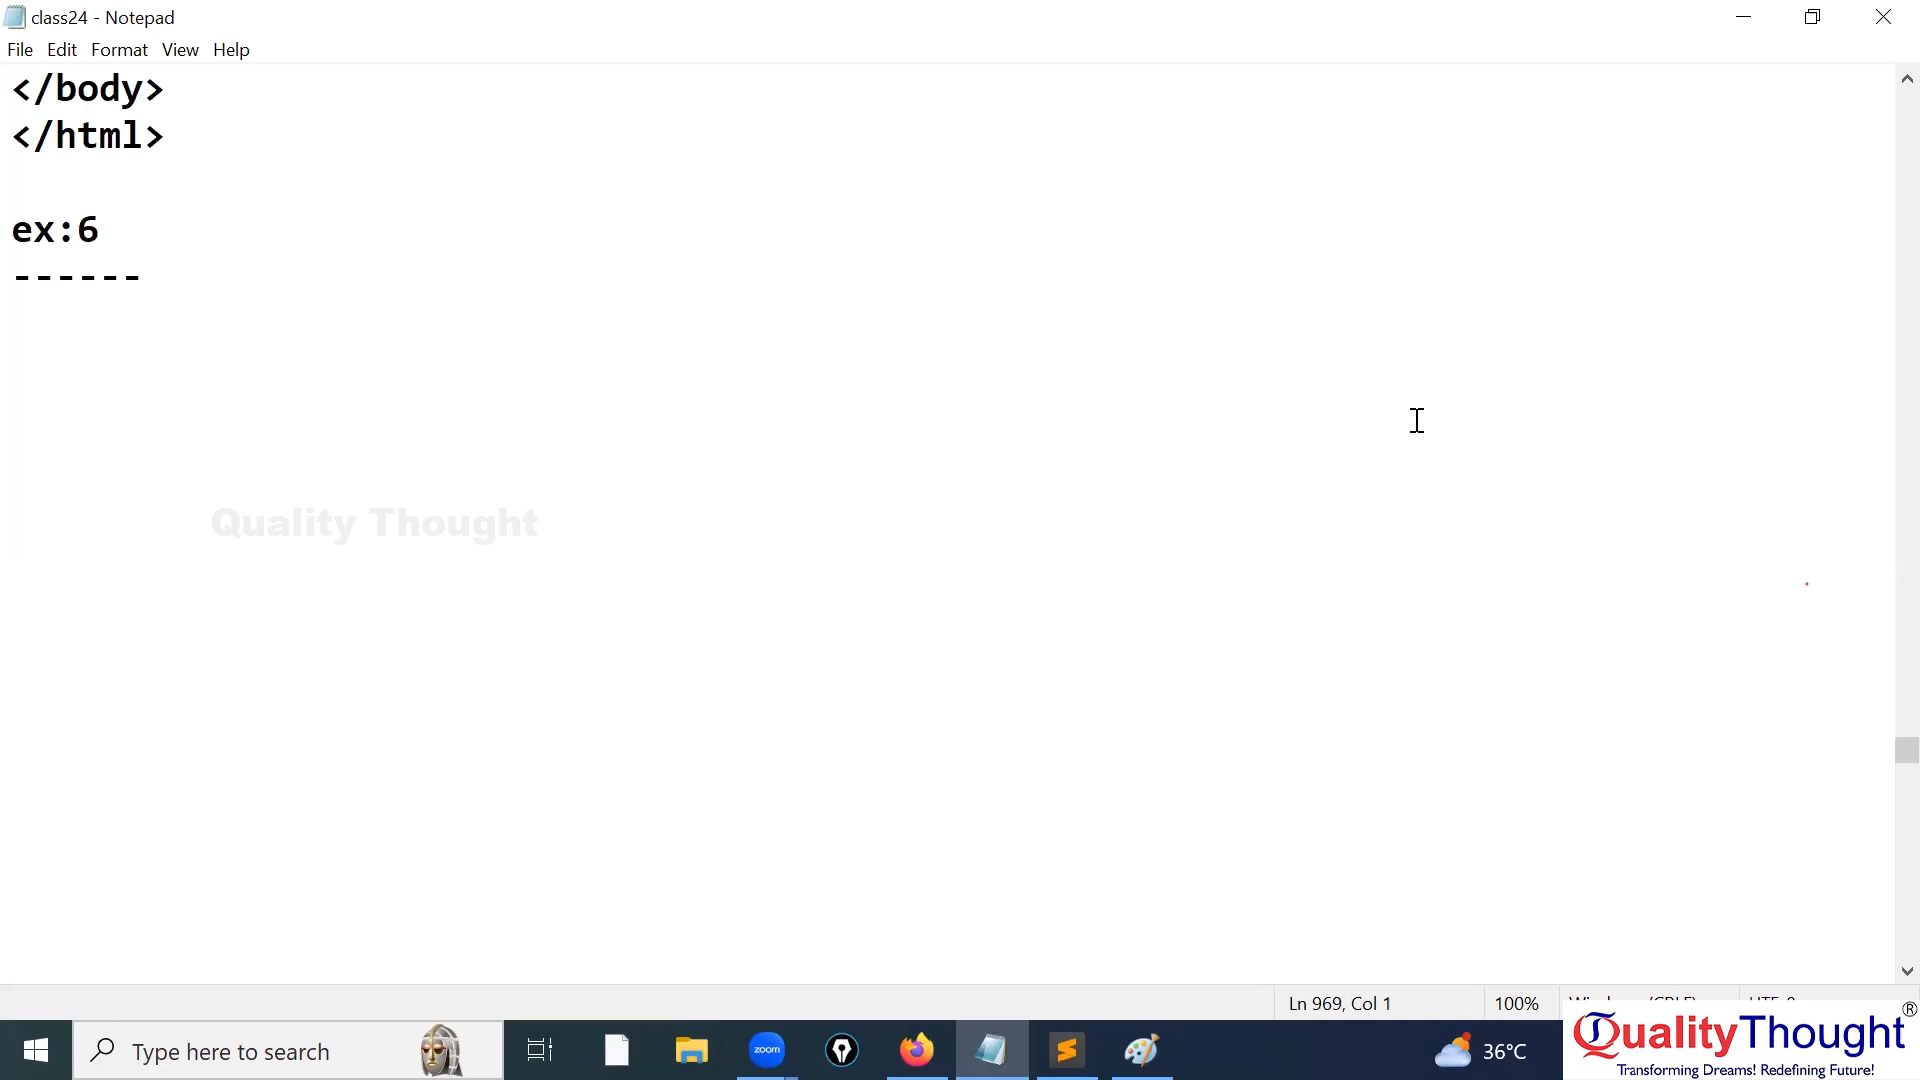 class24 - Notepad
File Edit Format View Help
</body>
</html>
ex:6
------
Quality Thought
Ln 969, Col 1 100%
Type here to search
zoom
36°C
QualityThought ®
Transforming Dreams! Redefining Future!